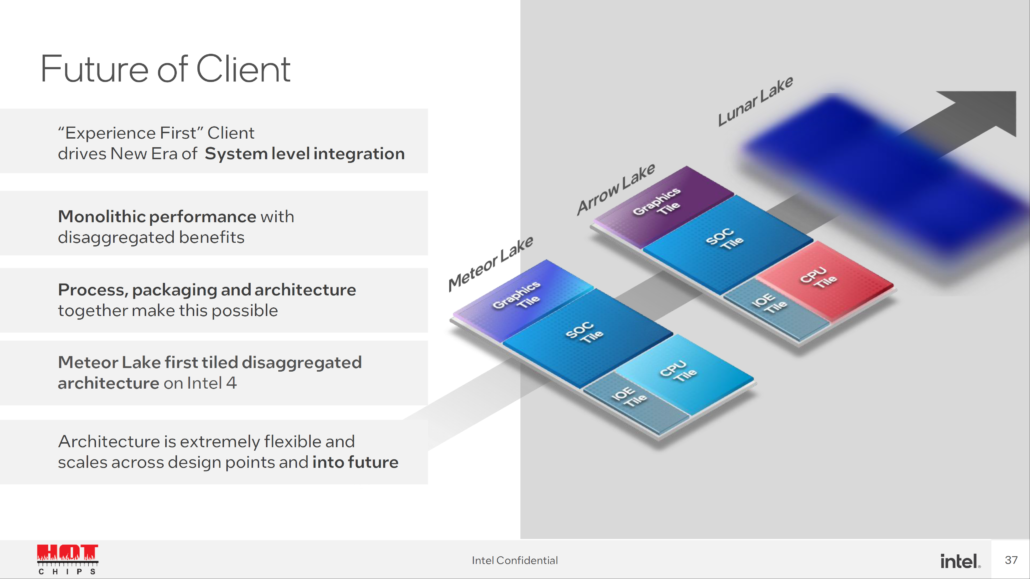 Future of Client
“Experience First” Client
drives New Era of System level integration
Monolithic performance with
disaggregated benefits
Process, packaging and architecture
together make this possible
Meteor Lake first tiled disaggregated
architecture on Intel 4
Architecture is extremely flexible and
scales across design points and into future
Meteor Lake
Graphics
Tile
SOC
Tile
IOE
Tile
CPU
Tile
Arrow Lake
Graphics
Tile
SOC
Tile
IOE
Tile
CPU
Tile
Lunar Lake
HOT
CHIPS
Intel Confidential
intel.
37